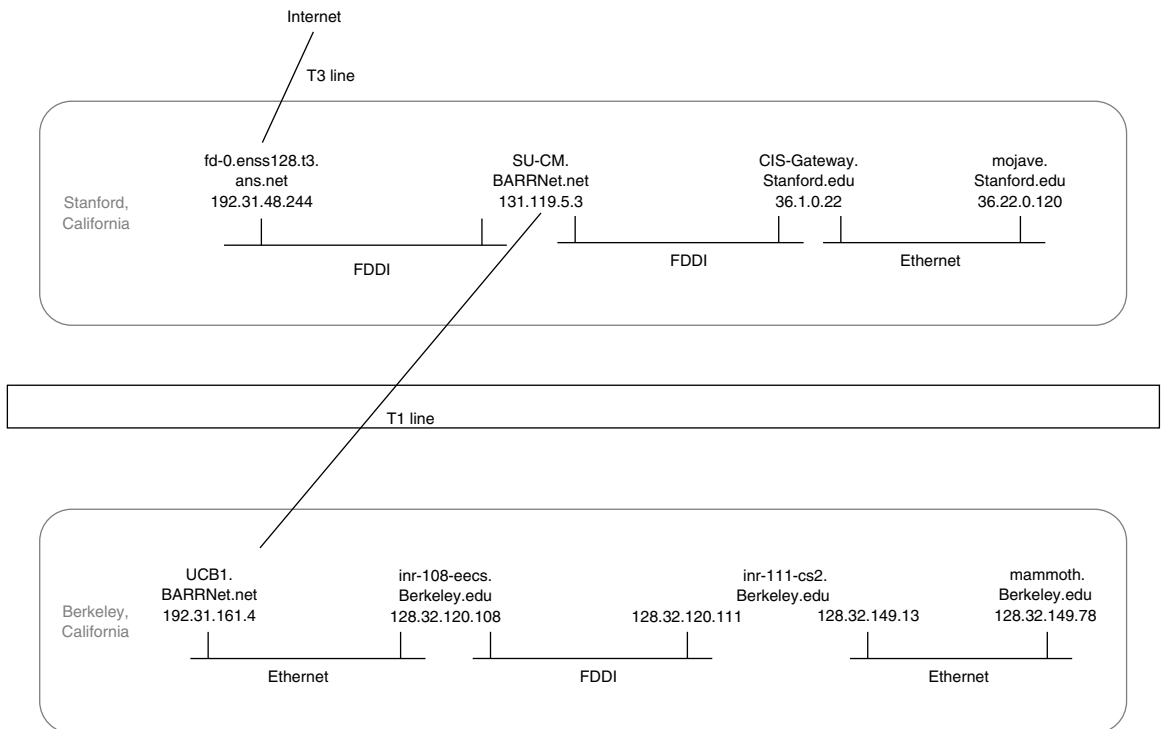 Internet
T3 line
fd-0.enss128.t3.
ans.net
192.31.48.244
SU-CM.
BARRNet.net
131.119.5.3
CIS-Gateway.
Stanford.edu
36.1.0.22
mojave.
Stanford.edu
36.22.0.120
Stanford,
California
FDDI
FDDI
Ethernet
T1 line
UCB1.
BARRNet.net
192.31.161.4
inr-108-eecs.
Berkeley.edu
128.32.120.108
inr-111-cs2.
Berkeley.edu
128.32.120.111
128.32.149.13
mammoth.
Berkeley.edu
128.32.149.78
Berkeley,
California
Ethernet
FDDI
Ethernet